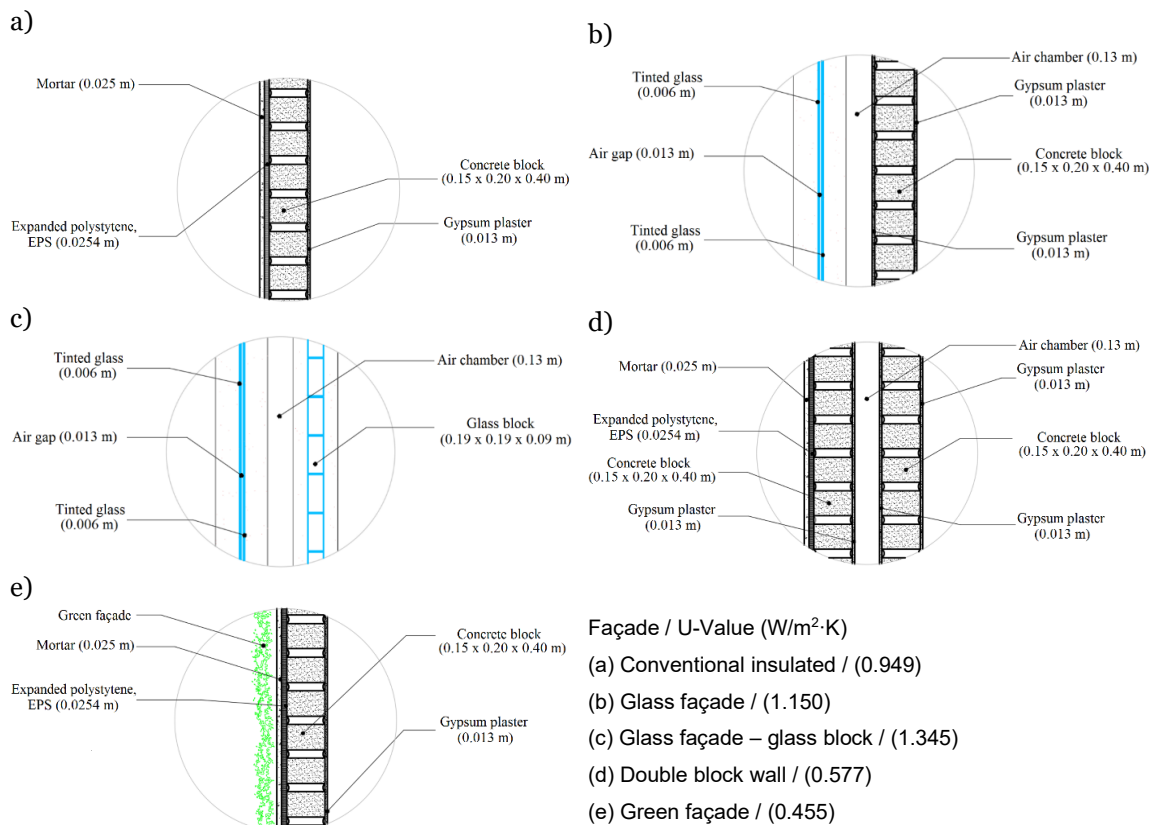 a)
Mortar (0.025 m)
Concrete block
(0.15 x 0.20 x 0.40 m)
Expanded polystytene,
EPS (0.0254 m)
Gypsum plaster
(0.013 m)
b)
Air chamber (0.13 m)
Tinted glass
(0.006 m)
Gypsum plaster
(0.013 m)
Air gap (0.013 m)
Concrete block
(0.15 x 0.20 x 0.40 m)
Tinted glass
(0.006 m)
Gypsum plaster
(0.013 m)
c)
Tinted glass
(0.006 m)
Air chamber (0.13 m)
Air gap (0.013 m)
Glass block
(0.19 x 0.19 x 0.09 m)
Tinted glass
(0.006 m)
d)
Air chamber (0.13 m)
Mortar (0.025 m)
Gypsum plaster
(0.013 m)
Expanded polystytene,
EPS (0.0254 m)
Concrete block
(0.15 x 0.20 x 0.40 m)
Concrete block
(0.15 x 0.20 x 0.40 m)
Gypsum plaster
(0.013 m)
Gypsum plaster
(0.013 m)
e)
Green façade
Mortar (0.025 m)
Concrete block
(0.15 x 0.20 x 0.40 m)
Expanded polystytene,
EPS (0.0254 m)
Gypsum plaster
(0.013 m)
Façade / U-Value (W/m²·K)
(a) Conventional insulated / (0.949)
(b) Glass façade / (1.150)
(c) Glass façade – glass block / (1.345)
(d) Double block wall / (0.577)
(e) Green façade / (0.455)